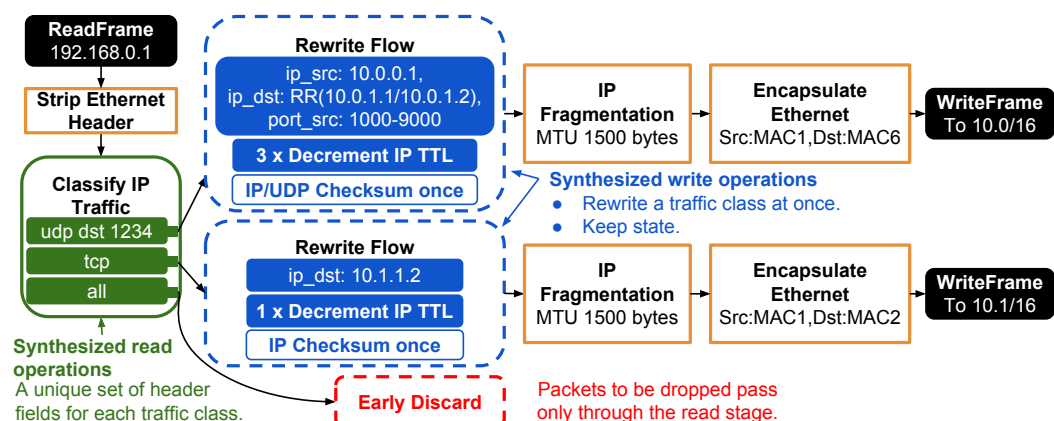 ReadFrame
192.168.0.1
Strip Ethernet
Header
Classify IP
Traffic
udp dst 1234
tcp
all
Synthesized read
operations
A unique set of header
fields for each traffic class.
Rewrite Flow
ip_src: 10.0.0.1,
ip_dst: RR(10.0.1.1/10.0.1.2),
port_src: 1000-9000
3 x Decrement IP TTL
IP/UDP Checksum once
Rewrite Flow
ip_dst: 10.1.1.2
1 x Decrement IP TTL
IP Checksum once
Early Discard
IP
Fragmentation
MTU 1500 bytes
Encapsulate
Ethernet
Src:MAC1,Dst:MAC6
WriteFrame
To 10.0/16
Synthesized write operations
● Rewrite a traffic class at once.
● Keep state.
IP
Fragmentation
MTU 1500 bytes
Encapsulate
Ethernet
Src:MAC1,Dst:MAC2
WriteFrame
To 10.1/16
Packets to be dropped pass
only through the read stage.